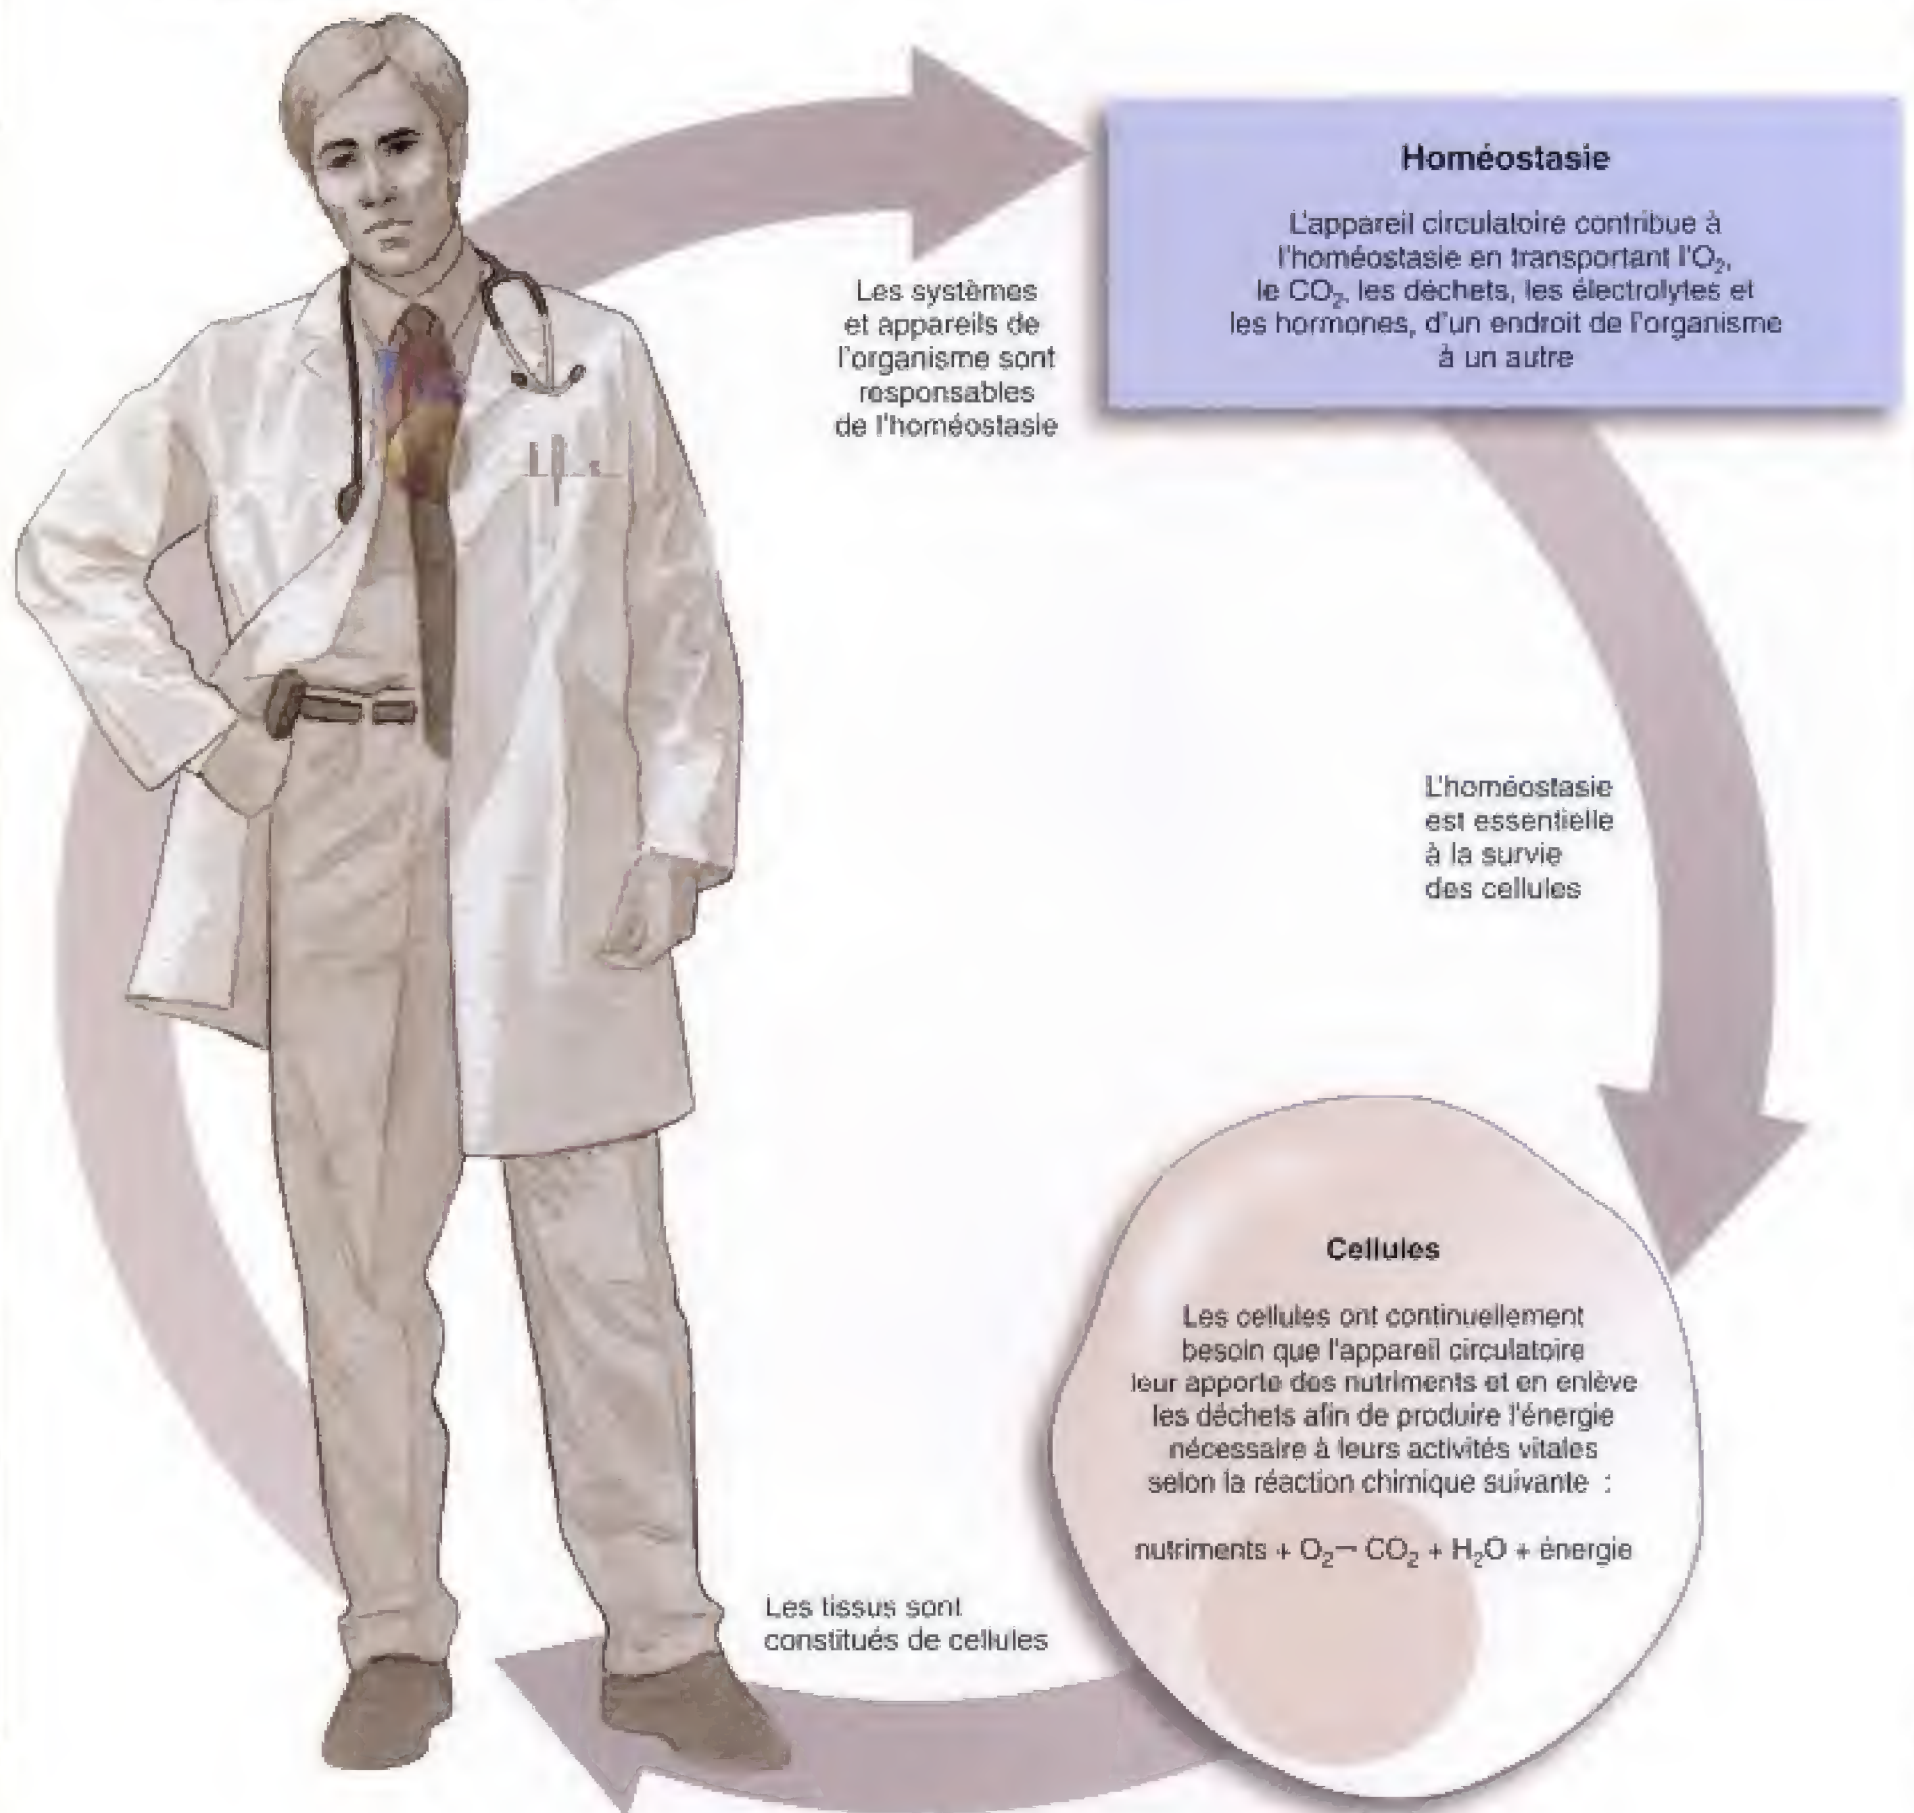 Homéostasie
L'appareil circulatoire contribue à
l'homéostasie en transportant l'O₂,
le CO₂, les déchets, les électrolytes et
les hormones, d'un endroit de l'organisme
à un autre
Les systèmes
et appareils de
l'organisme sont
responsables
de l'homéostasie
L'homéostasie
est essentielle
à la survie
des cellules
Cellules
Les cellules ont continuellement
besoin que l'appareil circulatoire
leur apporte des nutriments et en enlève
les déchets afin de produire l'énergie
nécessaire à leurs activités vitales
selon la réaction chimique suivante :
nutriments + O₂ → CO₂ + H₂O + énergie
Les tissus sont
constitués de cellules